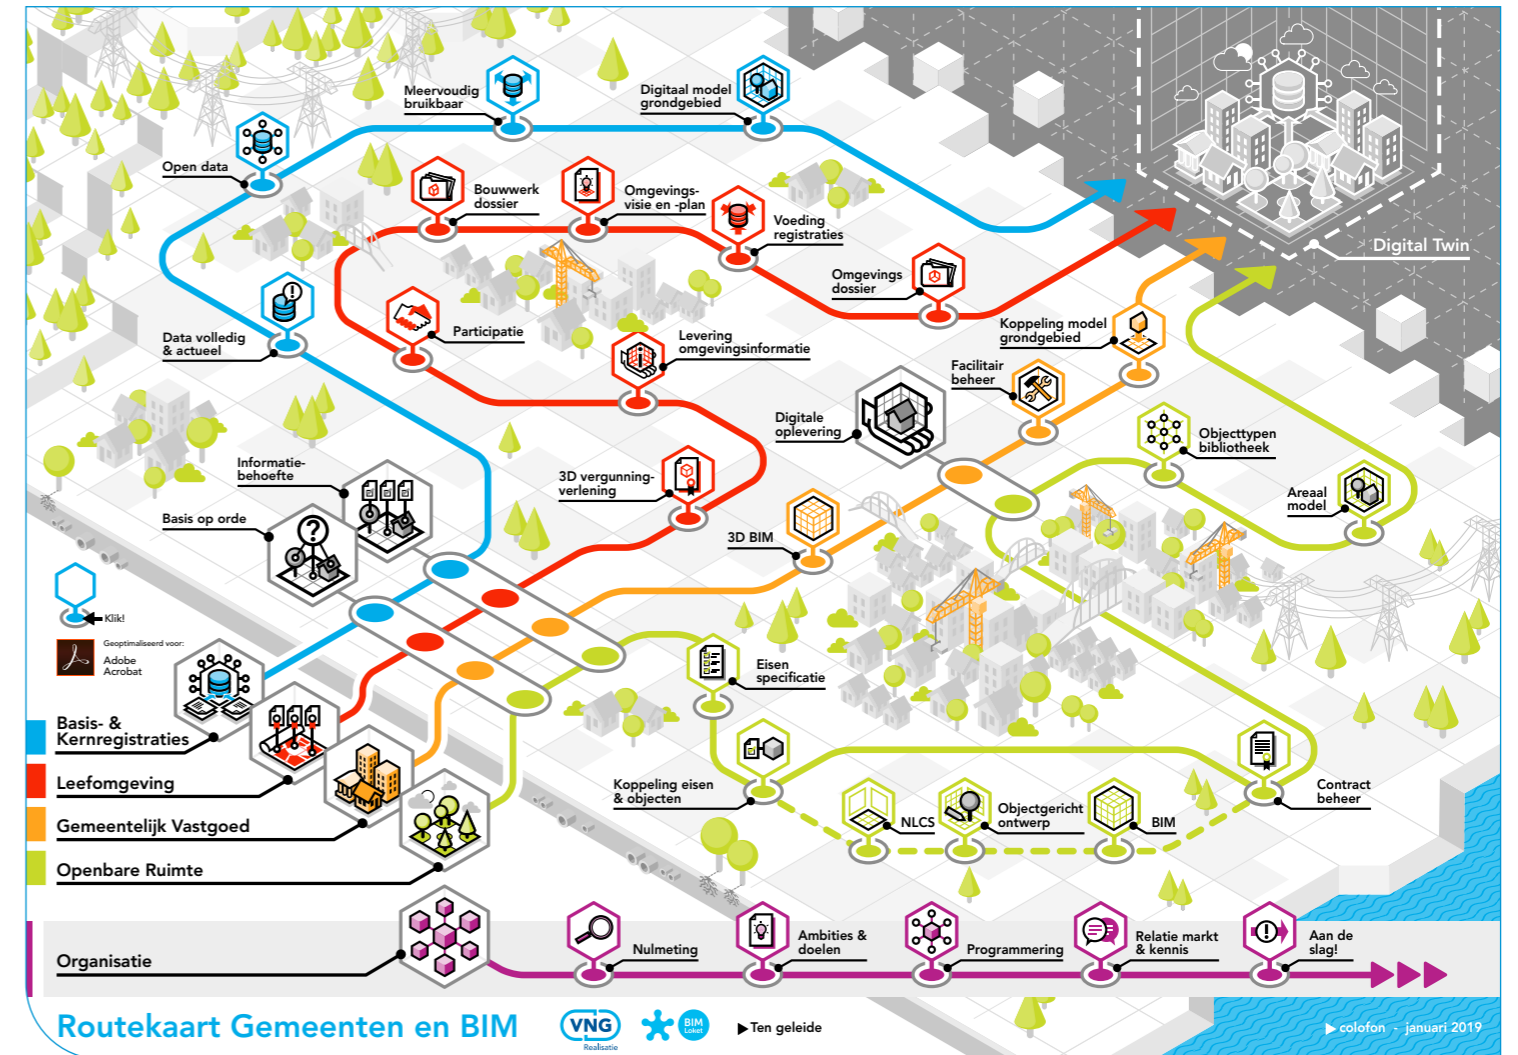 Meervoudig
bruikbaar
Digitaal model
grondgebied
Open data
Bouwwerk
dossier
Omgevings-
visie en -plan
Voeding
registraties
Omgevings
dossier
Digital Twin
Data volledig
& actueel
Participatie
Levering
omgevingsinformatie
Koppeling model
grondgebied
Facilitair
beheer
Digitale
oplevering
Objecttypen
bibliotheek
Areaal
model
Informatie-
behoefte
Basis op orde
3D vergunning-
verlening
3D BIM
Klik!
Geoptimaliseerd voor:
Adobe
Acrobat
Eisen
specificatie
Basis- &
Kernregistraties
Leefomgeving
Gemeentelijk Vastgoed
Openbare Ruimte
Koppeling eisen
& objecten
NLCS
Objectgericht
ontwerp
BIM
Contract
beheer
Organisatie
Nulmeting
Ambities &
doelen
Programmering
Relatie markt
& kennis
Aan de
slag!
Routekaart Gemeenten en BIM
VNG
Realisatie
BIM
Loket
Ten geleide
colofon - januari 2019